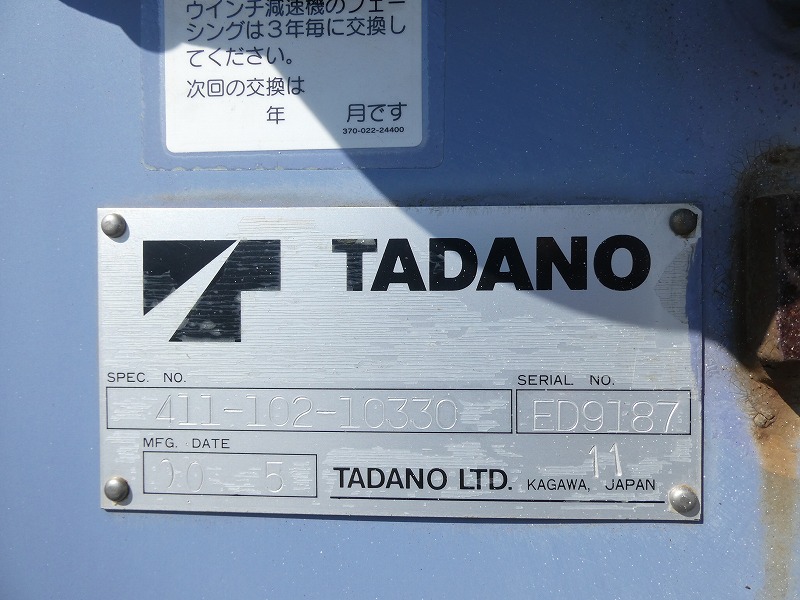 ウインチ減速機のフェー
シングは３年毎に交換し
てください。
次回の交換は
年 月です
370-022-24400
TADANO
SPEC. NO.
SERIAL NO.
411-102-10330
ED9187
MFG. DATE
11
5
TADANO LTD. KAGAWA, JAPAN